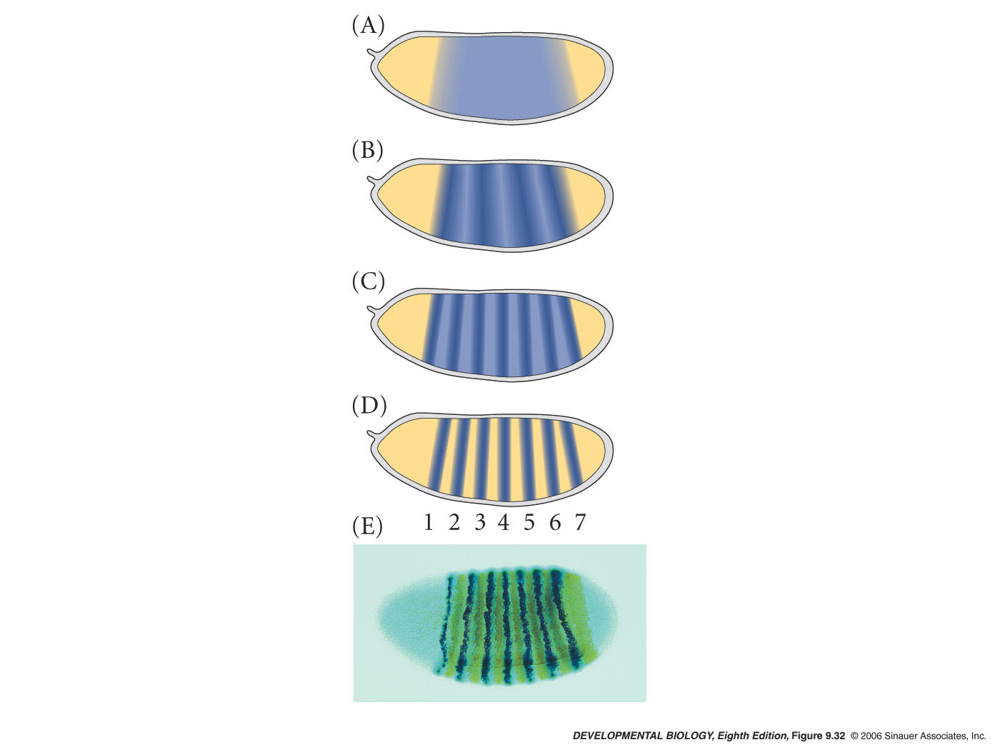 (A)
(B)
(C)
(D)
1 2 3 4 5 6 7
(E)
DEVELOPMENTAL BIOLOGY, Eighth Edition, Figure 9.32 © 2006 Sinauer Associates, Inc.